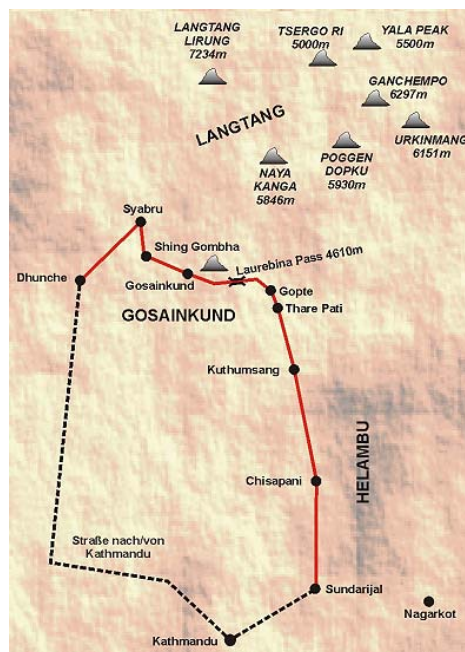 LANGTANG
LIRUNG
7234m
TSERGO RI
5000m
YALA PEAK
5500m
GANCHEMPO
6297m
LANGTANG
URKINMANG
6151m
NAYA
KANGA
5846m
POGGEN
DOPKU
5930m
Syabru
Shing Gombha
Laurebina Pass 4610m
Dhunche
Gosainkund
Gopte
GOSAINKUND
Thare Pati
Kuthumsang
HELAMBU
Chisapani
Straße nach/von
Kathmandu
Sundarijal
Nagarkot
Kathmandu